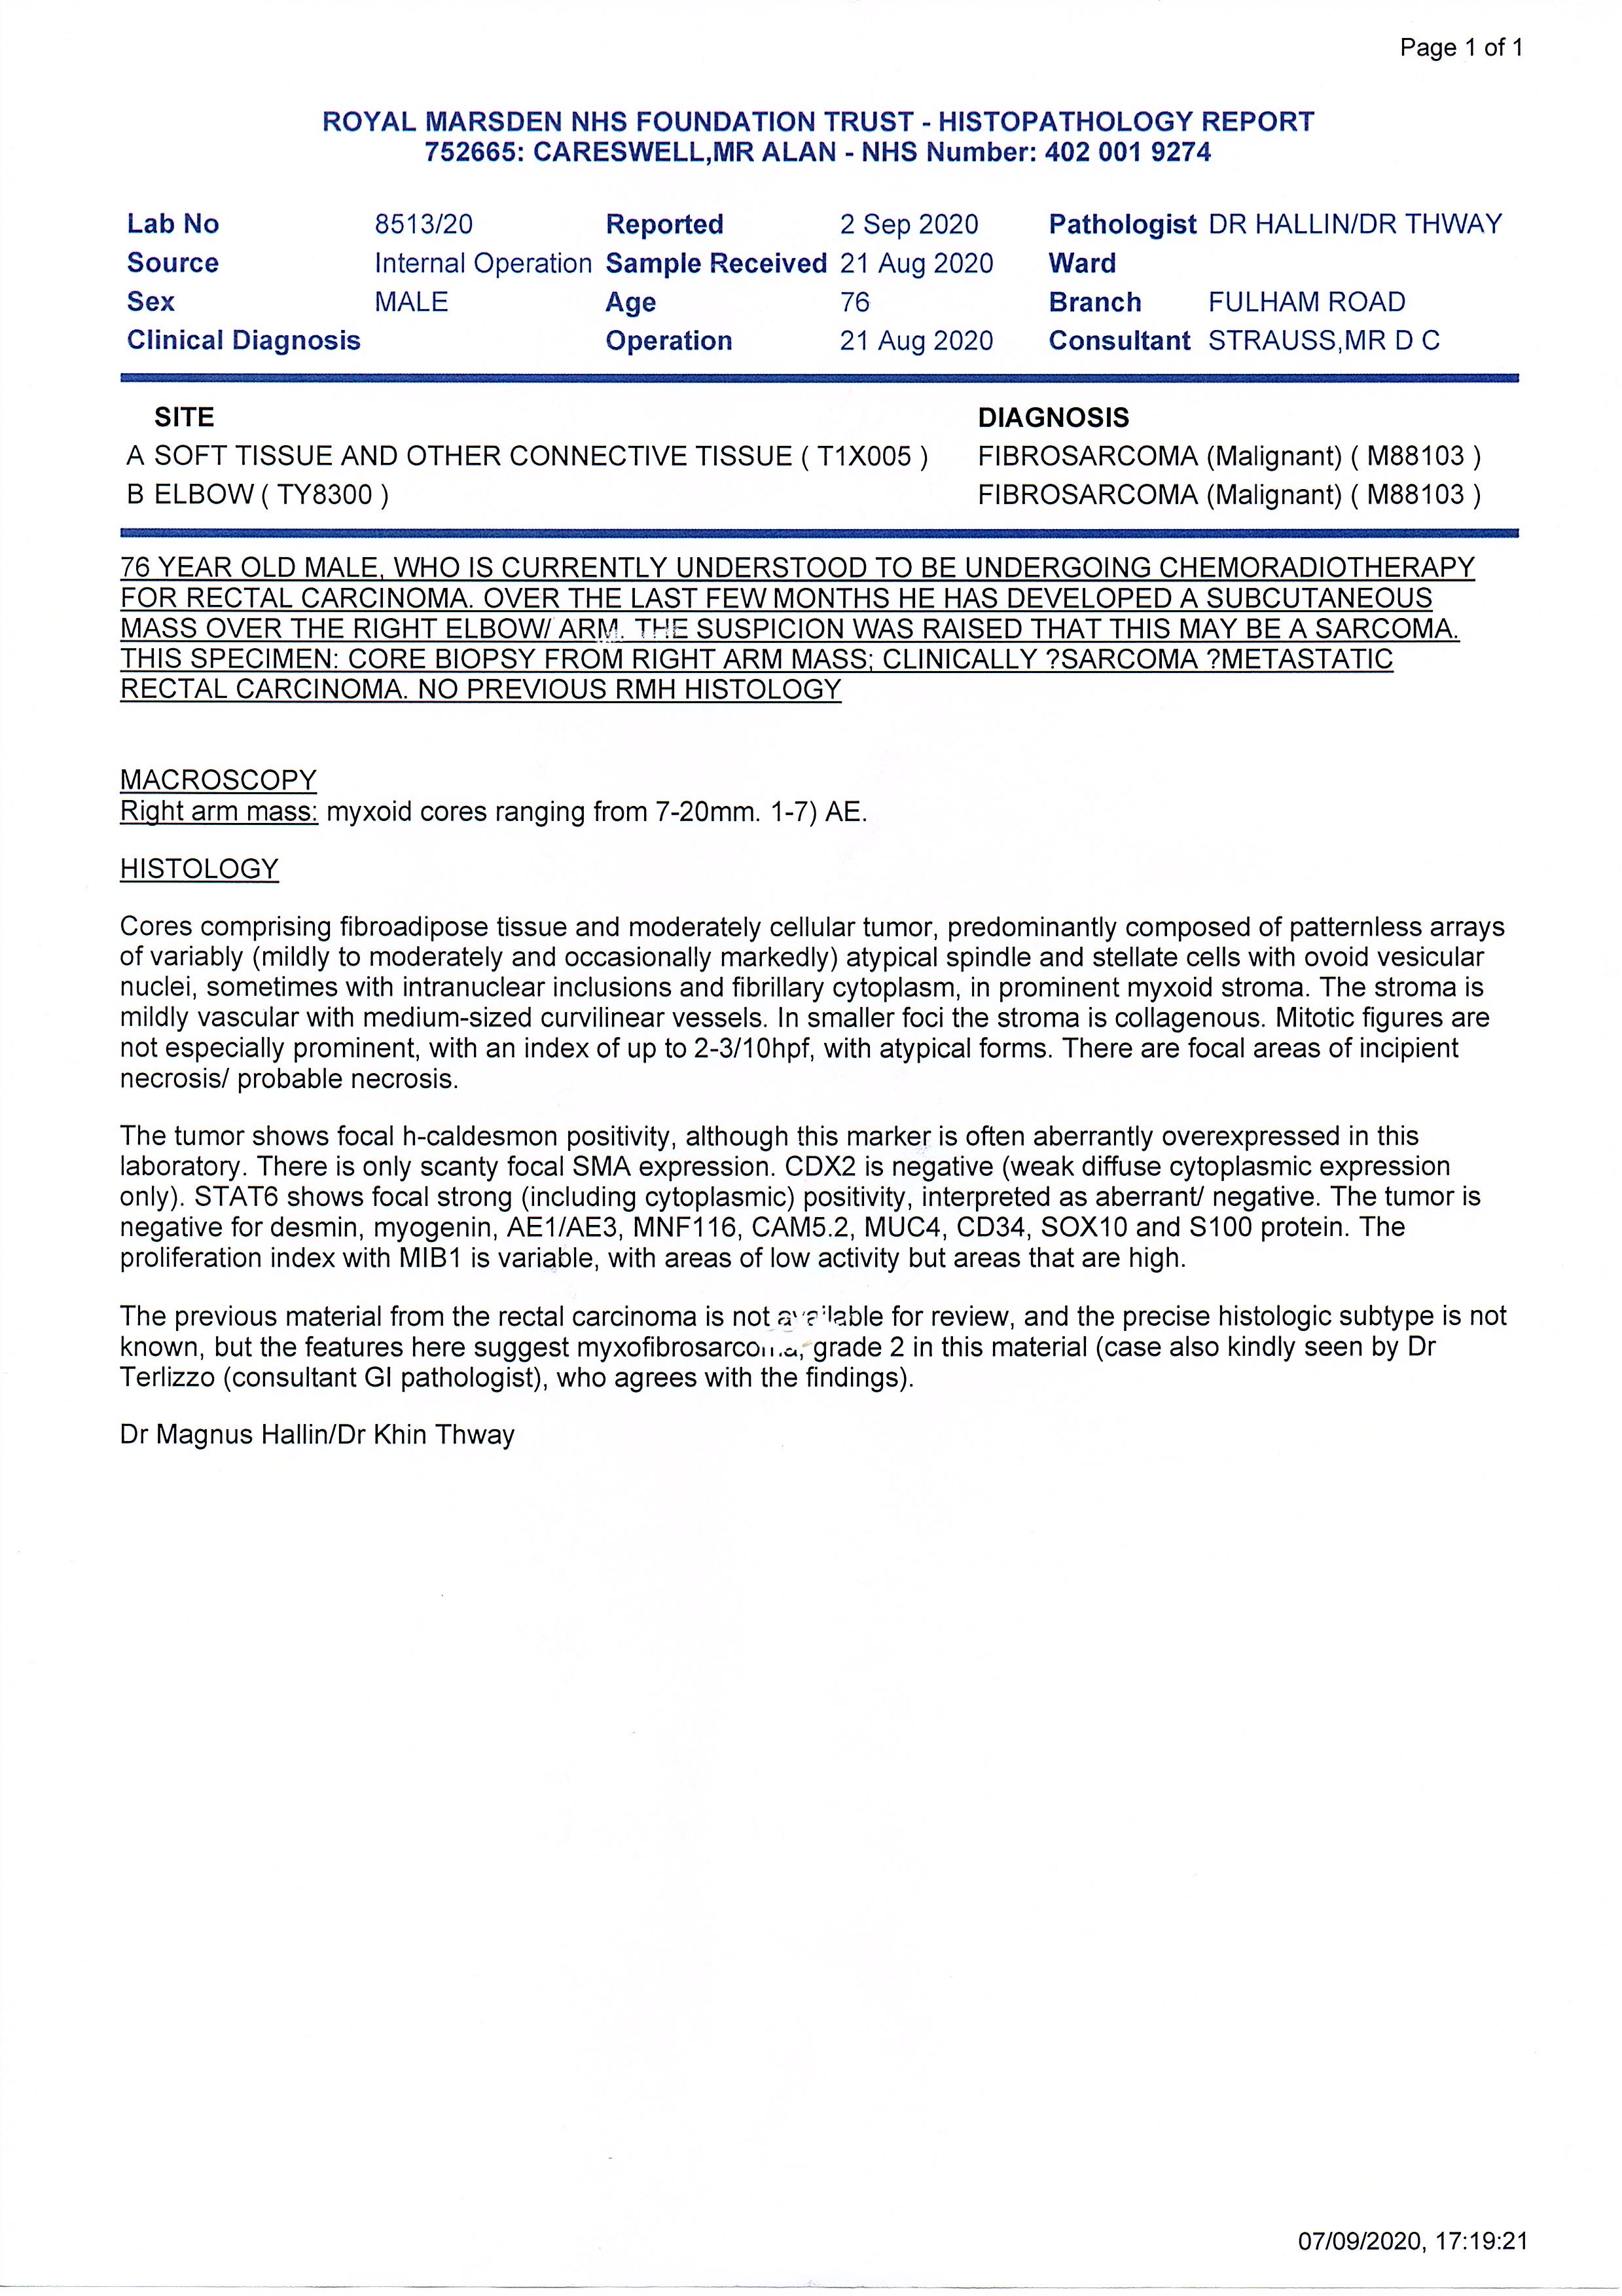 Page 1 of 1
ROYAL MARSDEN NHS FOUNDATION TRUST - HISTOPATHOLOGY REPORT
752665: CARESWELL,MR ALAN - NHS Number: 402 001 9274
Lab No 8513/20 Reported 2 Sep 2020 Pathologist DR HALLIN/DR THWAY
Source Internal Operation Sample Received 21 Aug 2020 Ward
Sex MALE Age 76 Branch FULHAM ROAD
Clinical Diagnosis Operation 21 Aug 2020 Consultant STRAUSS,MR D C
SITE DIAGNOSIS
A SOFT TISSUE AND OTHER CONNECTIVE TISSUE ( T1X005 ) FIBROSARCOMA (Malignant) ( M88103 )
B ELBOW ( TY8300 ) FIBROSARCOMA (Malignant) ( M88103 )
76 YEAR OLD MALE, WHO IS CURRENTLY UNDERSTOOD TO BE UNDERGOING CHEMORADIOTHERAPY
FOR RECTAL CARCINOMA. OVER THE LAST FEW MONTHS HE HAS DEVELOPED A SUBCUTANEOUS
MASS OVER THE RIGHT ELBOW/ ARM. THE SUSPICION WAS RAISED THAT THIS MAY BE A SARCOMA.
THIS SPECIMEN: CORE BIOPSY FROM RIGHT ARM MASS; CLINICALLY ?SARCOMA ?METASTATIC
RECTAL CARCINOMA. NO PREVIOUS RMH HISTOLOGY
MACROSCOPY
Right arm mass: myxoid cores ranging from 7-20mm. 1-7) AE.
HISTOLOGY
Cores comprising fibroadipose tissue and moderately cellular tumor, predominantly composed of patternless arrays
of variably (mildly to moderately and occasionally markedly) atypical spindle and stellate cells with ovoid vesicular
nuclei, sometimes with intranuclear inclusions and fibrillary cytoplasm, in prominent myxoid stroma. The stroma is
mildly vascular with medium-sized curvilinear vessels. In smaller foci the stroma is collagenous. Mitotic figures are
not especially prominent, with an index of up to 2-3/10hpf, with atypical forms. There are focal areas of incipient
necrosis/ probable necrosis.
The tumor shows focal h-caldesmon positivity, although this marker is often aberrantly overexpressed in this
laboratory. There is only scanty focal SMA expression. CDX2 is negative (weak diffuse cytoplasmic expression
only). STAT6 shows focal strong (including cytoplasmic) positivity, interpreted as aberrant/ negative. The tumor is
negative for desmin, myogenin, AE1/AE3, MNF116, CAM5.2, MUC4, CD34, SOX10 and S100 protein. The
proliferation index with MIB1 is variable, with areas of low activity but areas that are high.
The previous material from the rectal carcinoma is not available for review, and the precise histologic subtype is not
known, but the features here suggest myxofibrosarcoma, grade 2 in this material (case also kindly seen by Dr
Terlizzo (consultant GI pathologist), who agrees with the findings).
Dr Magnus Hallin/Dr Khin Thway
07/09/2020, 17:19:21